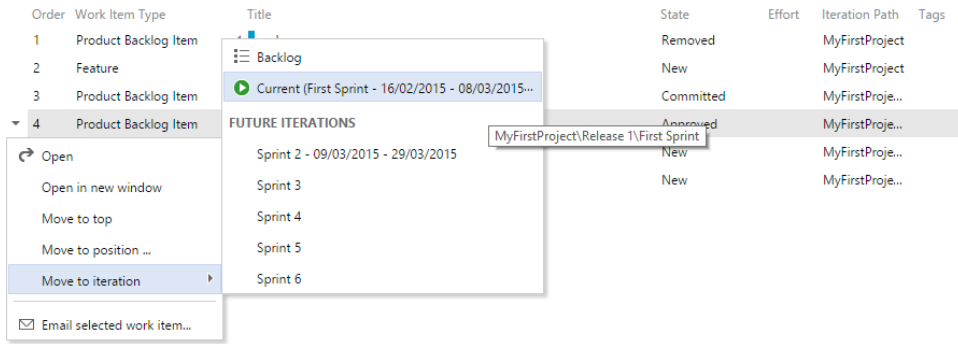 Order Work Item Type Title State Effort Iteration Path Tags
1 Product Backlog Item Removed MyFirstProject
2 Feature New MyFirstProject
3 Product Backlog Item Committed MyFirstProje...
4 Product Backlog Item Approved MyFirstProje...
New MyFirstProje...
New MyFirstProje...
Open
Open in new window
Move to top
Move to position ...
Move to iteration
Email selected work item...
Backlog
Current (First Sprint - 16/02/2015 - 08/03/2015...
FUTURE ITERATIONS
Sprint 2 - 09/03/2015 - 29/03/2015
Sprint 3
Sprint 4
Sprint 5
Sprint 6
MyFirstProject\Release 1\First Sprint